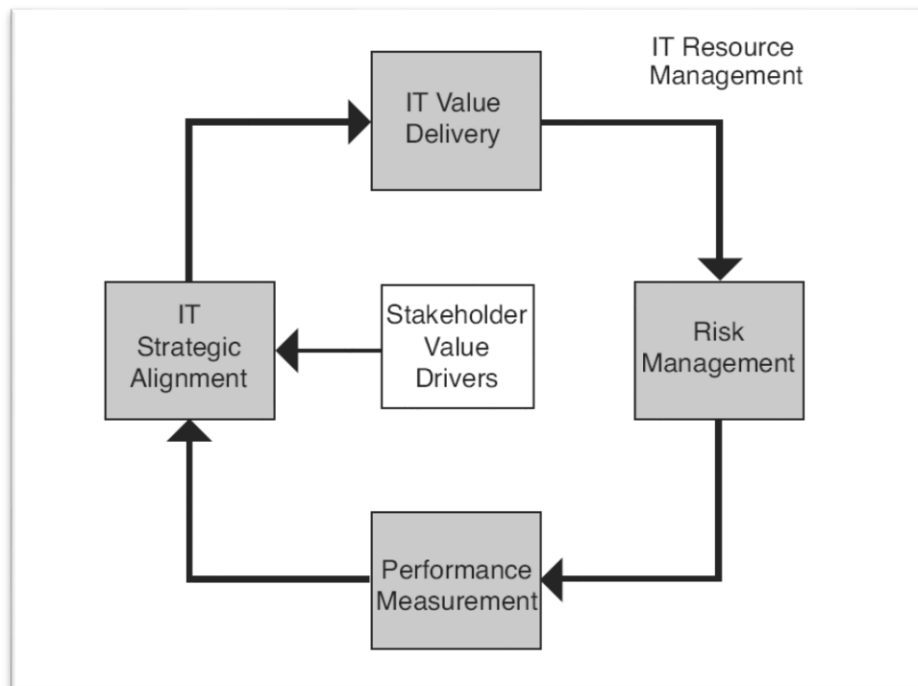 IT Resource
Management
IT Value
Delivery
IT
Strategic
Alignment
Stakeholder
Value
Drivers
Risk
Management
Performance
Measurement